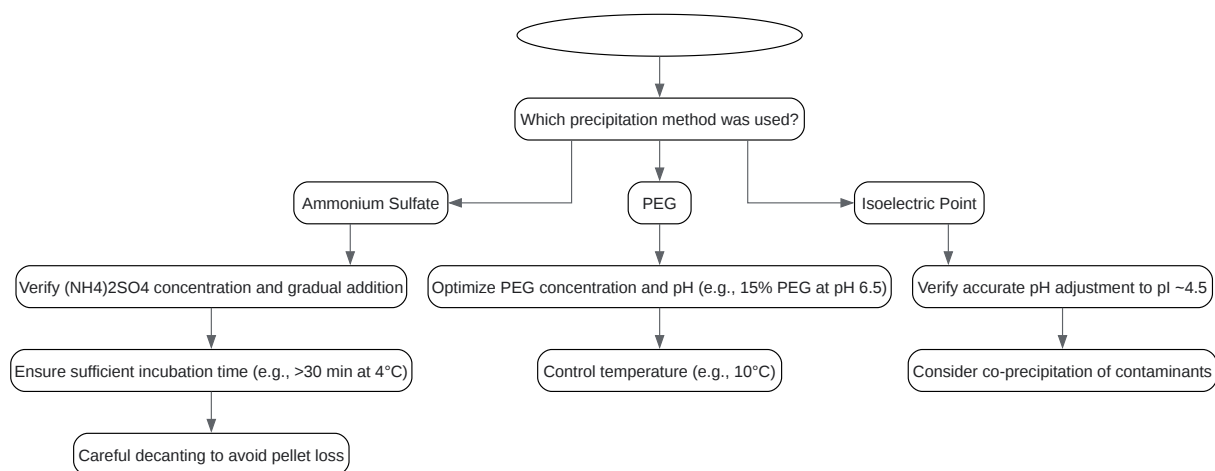 Which precipitation method was used?
Ammonium Sulfate
PEG
Isoelectric Point
Verify (NH4)2SO4 concentration and gradual addition
Optimize PEG concentration and pH (e.g., 15% PEG at pH 6.5)
Verify accurate pH adjustment to pI ~4.5
Ensure sufficient incubation time (e.g., >30 min at 4°C)
Control temperature (e.g., 10°C)
Consider co-precipitation of contaminants
Careful decanting to avoid pellet loss